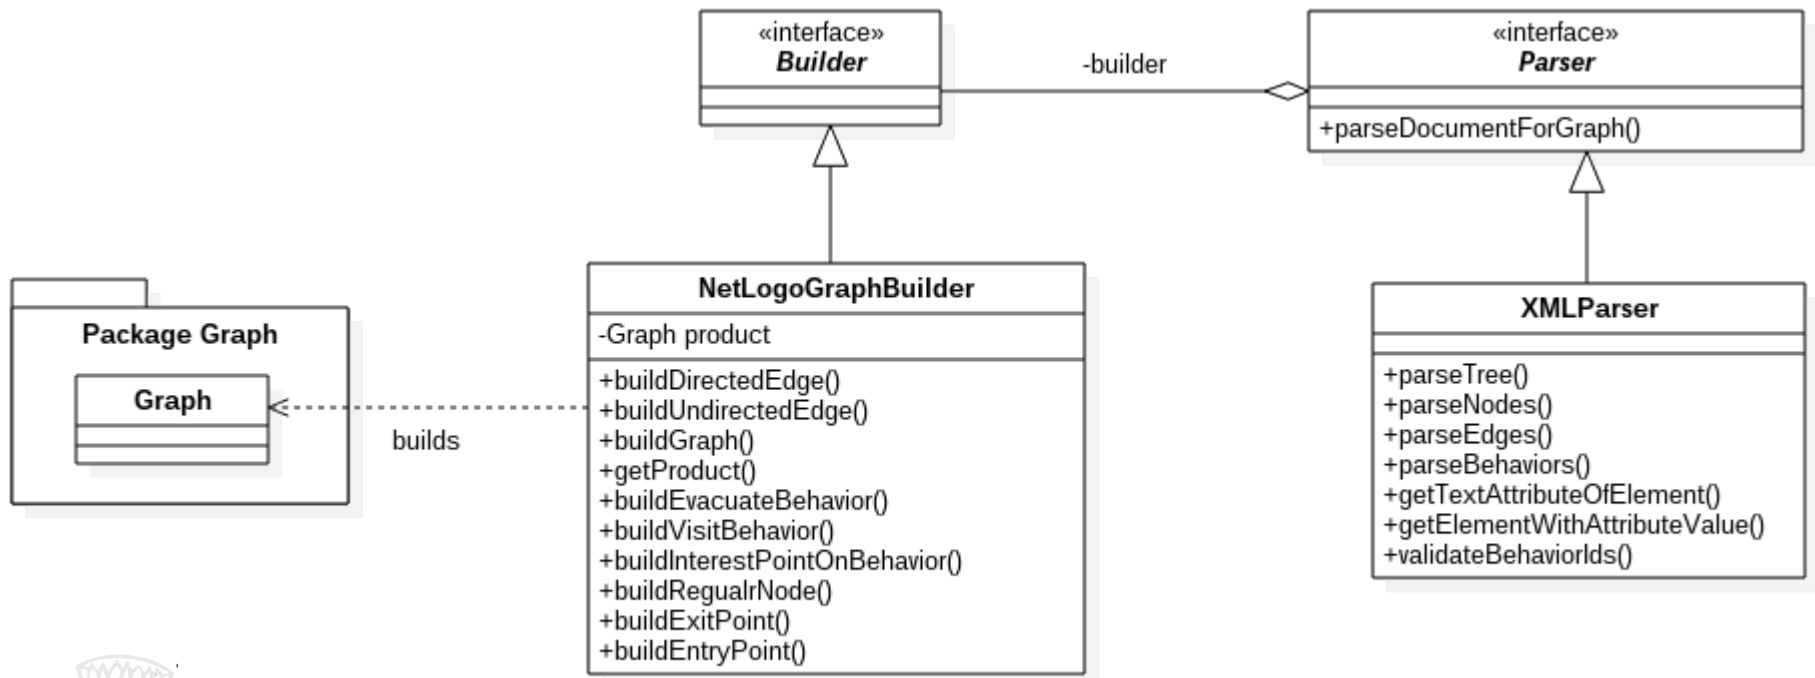 «interface»
Builder
-builder
«interface»
Parser
+parseDocumentForGraph()
Package Graph
Graph
builds
NetLogoGraphBuilder
-Graph product
+buildDirectedEdge()
+buildUndirectedEdge()
+buildGraph()
+getProduct()
+buildEvacuateBehavior()
+buildVisitBehavior()
+buildInterestPointOnBehavior()
+buildRegualrNode()
+buildExitPoint()
+buildEntryPoint()
XMLParser
+parseTree()
+parseNodes()
+parseEdges()
+parseBehaviors()
+getTextAttributeOfElement()
+getElementWithAttributeValue()
+validateBehaviorIds()